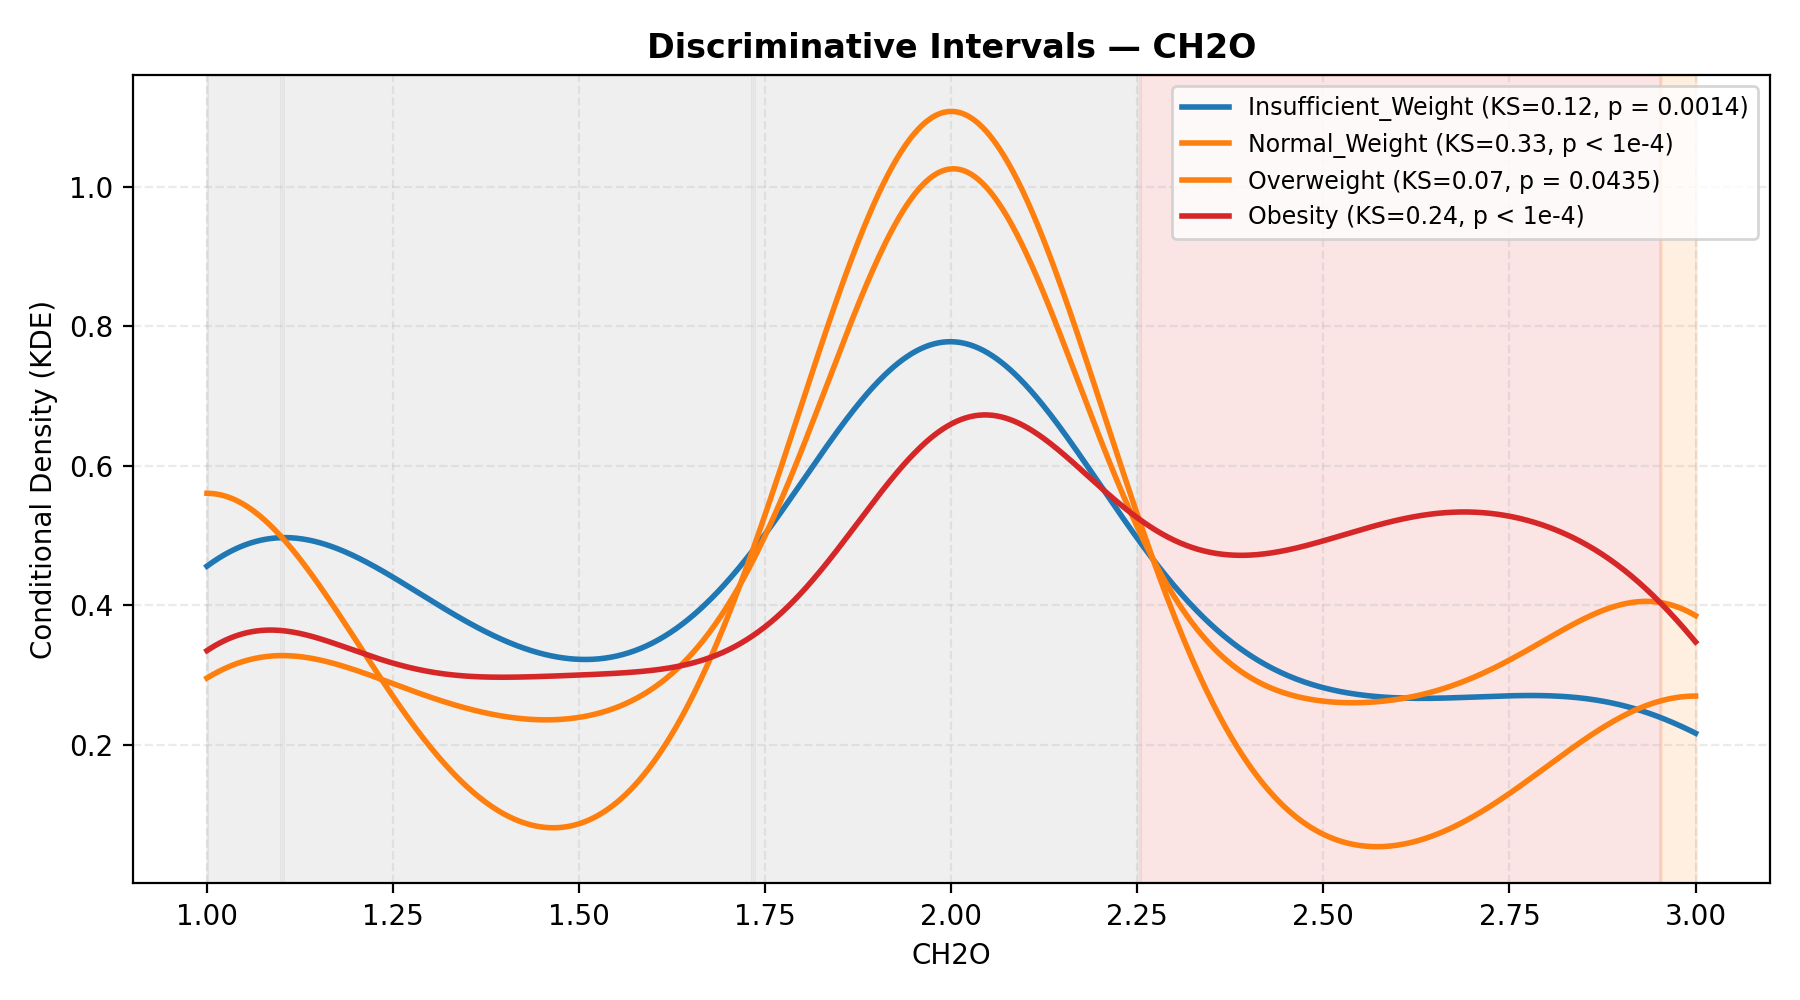 Discriminative Intervals — CH2O
Insufficient_Weight (KS=0.12, p = 0.0014)
Normal_Weight (KS=0.33, p < 1e-4)
Overweight (KS=0.07, p = 0.0435)
Obesity (KS=0.24, p < 1e-4)
Conditional Density (KDE)
1.0
0.8
0.6
0.4
0.2
1.00 1.25 1.50 1.75 2.00 2.25 2.50 2.75 3.00
CH2O